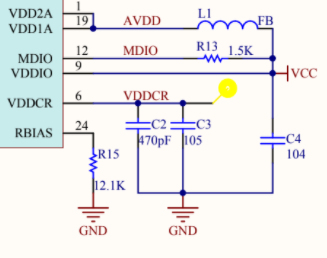 VDD2A 1
VDD1A 19 AVDD L1 FB
MDIO 12 MDIO R13 1.5K
VDDIO 9 VCC
VDDCR 6 VDDCR
RBIAS 24 C2 C3 C4
470pF 105 104
R15
12.1K
GND GND